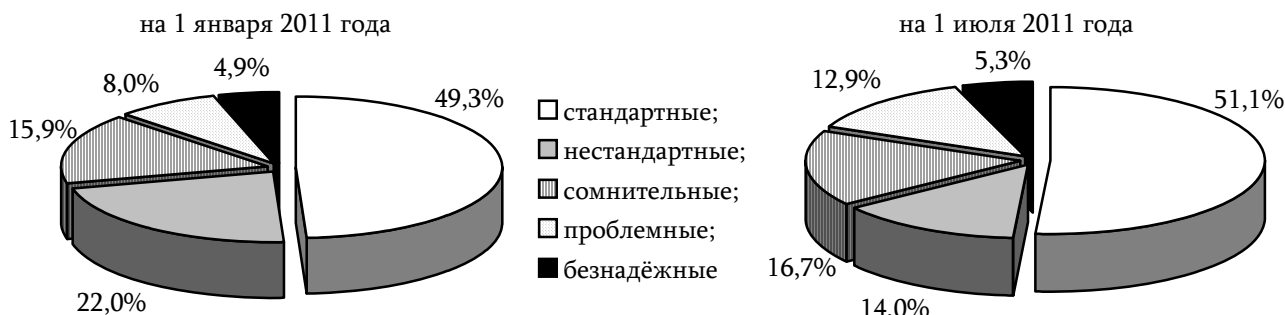 на 1 января 2011 года
4,9%
8,0%
49,3%
15,9%
22,0%
стандартные;
нестандартные;
сомнительные;
проблемные;
безнадёжные
на 1 июля 2011 года
5,3%
12,9%
51,1%
16,7%
14,0%